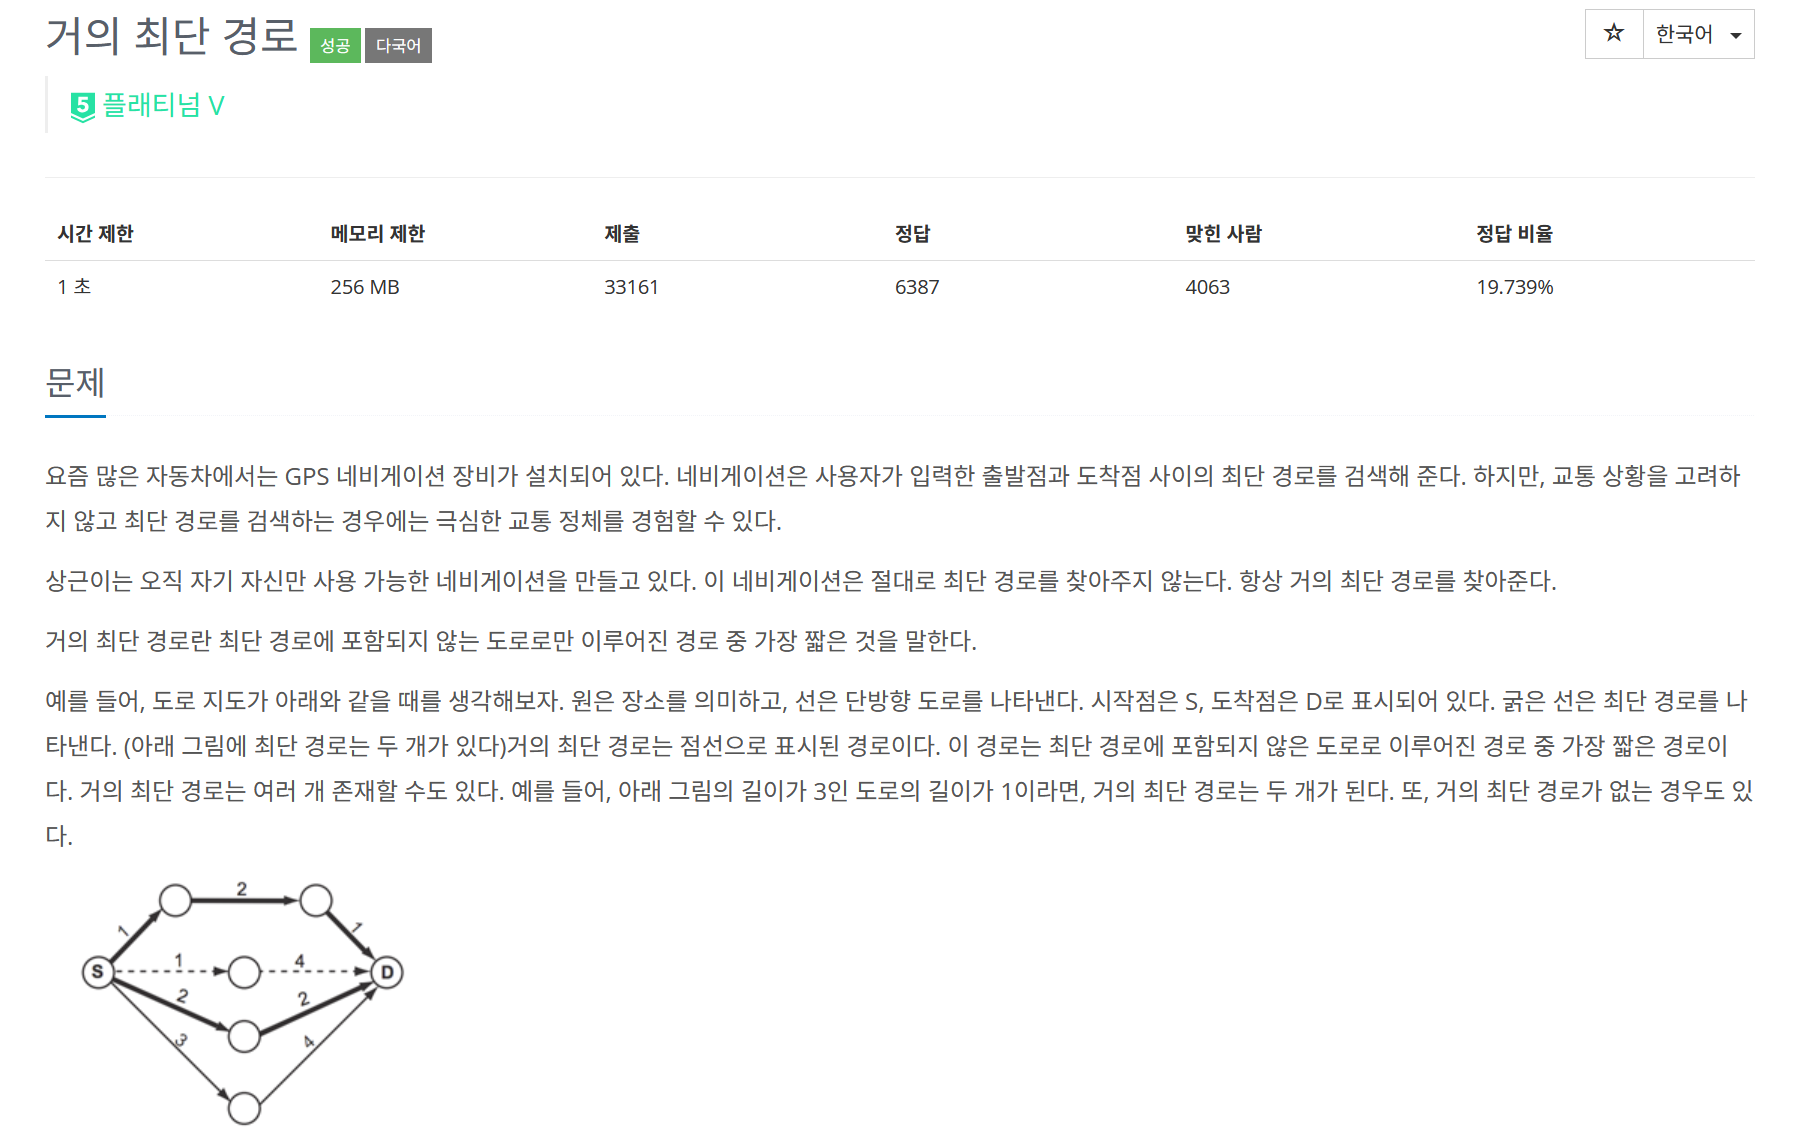 거의 최단 경로 성공 다국어
☆ 한국어
5 플래티넘 V
시간 제한 메모리 제한 제출 정답 맞힌 사람 정답 비율
1 초 256 MB 33161 6387 4063 19.739%
문제
요즘 많은 자동차에서는 GPS 네비게이션 장비가 설치되어 있다. 네비게이션은 사용자가 입력한 출발점과 도착점 사이의 최단 경로를 검색해 준다. 하지만, 교통 상황을 고려하
지 않고 최단 경로를 검색하는 경우에는 극심한 교통 정체를 경험할 수 있다.
상근이는 오직 자기 자신만 사용 가능한 네비게이션을 만들고 있다. 이 네비게이션은 절대로 최단 경로를 찾아주지 않는다. 항상 거의 최단 경로를 찾아준다.
거의 최단 경로란 최단 경로에 포함되지 않는 도로로만 이루어진 경로 중 가장 짧은 것을 말한다.
예를 들어, 도로 지도가 아래와 같을 때를 생각해보자. 원은 장소를 의미하고, 선은 단방향 도로를 나타낸다. 시작점은 S, 도착점은 D로 표시되어 있다. 굵은 선은 최단 경로를 나
타낸다. (아래 그림에 최단 경로는 두 개가 있다)거의 최단 경로는 점선으로 표시된 경로이다. 이 경로는 최단 경로에 포함되지 않은 도로로 이루어진 경로 중 가장 짧은 경로이
다. 거의 최단 경로는 여러 개 존재할 수도 있다. 예를 들어, 아래 그림의 길이가 3인 도로의 길이가 1이라면, 거의 최단 경로는 두 개가 된다. 또, 거의 최단 경로가 없는 경우도 있
다.
2
1 1
S 1 4 D
2 2
3 4